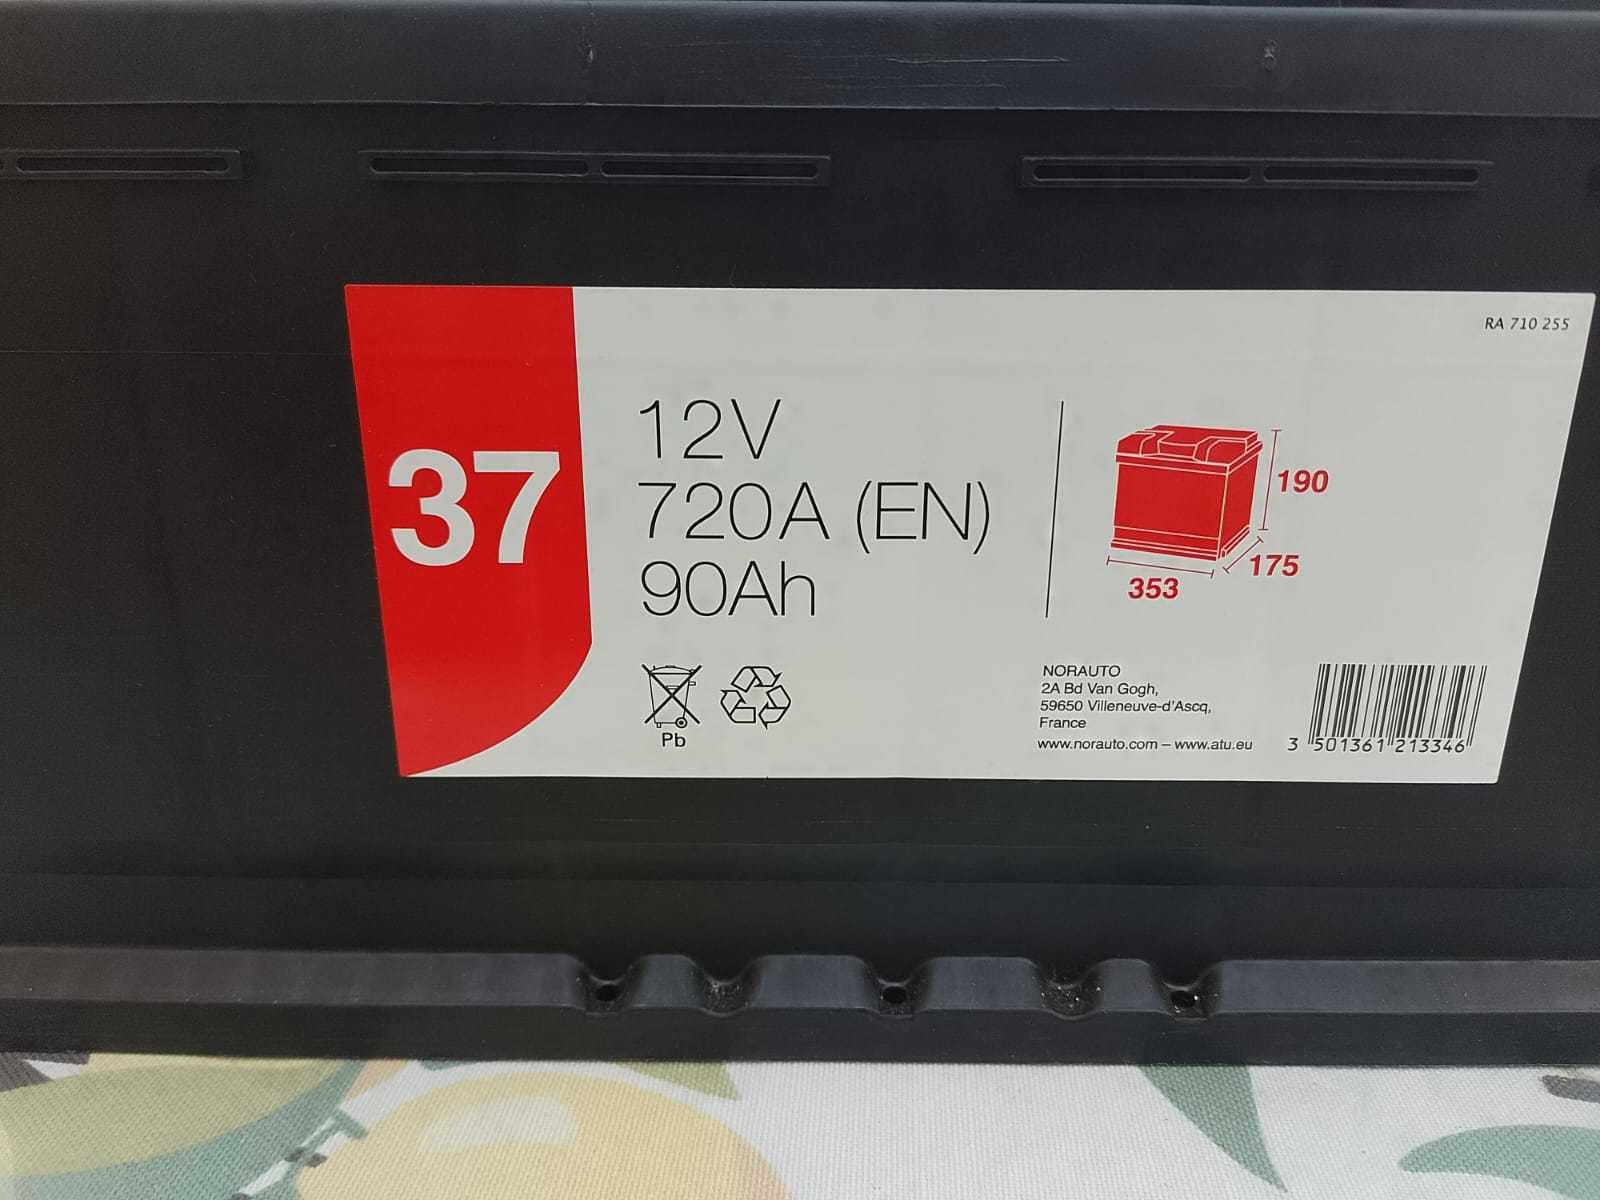 RA 710 255
37
12V
720A (EN)
90Ah
190
175
353
Pb
NORAUTO
2A Bd Van Gogh,
59650 Villeneuve-d'Ascq,
France
www.norauto.com – www.atu.eu
3 501361 213346